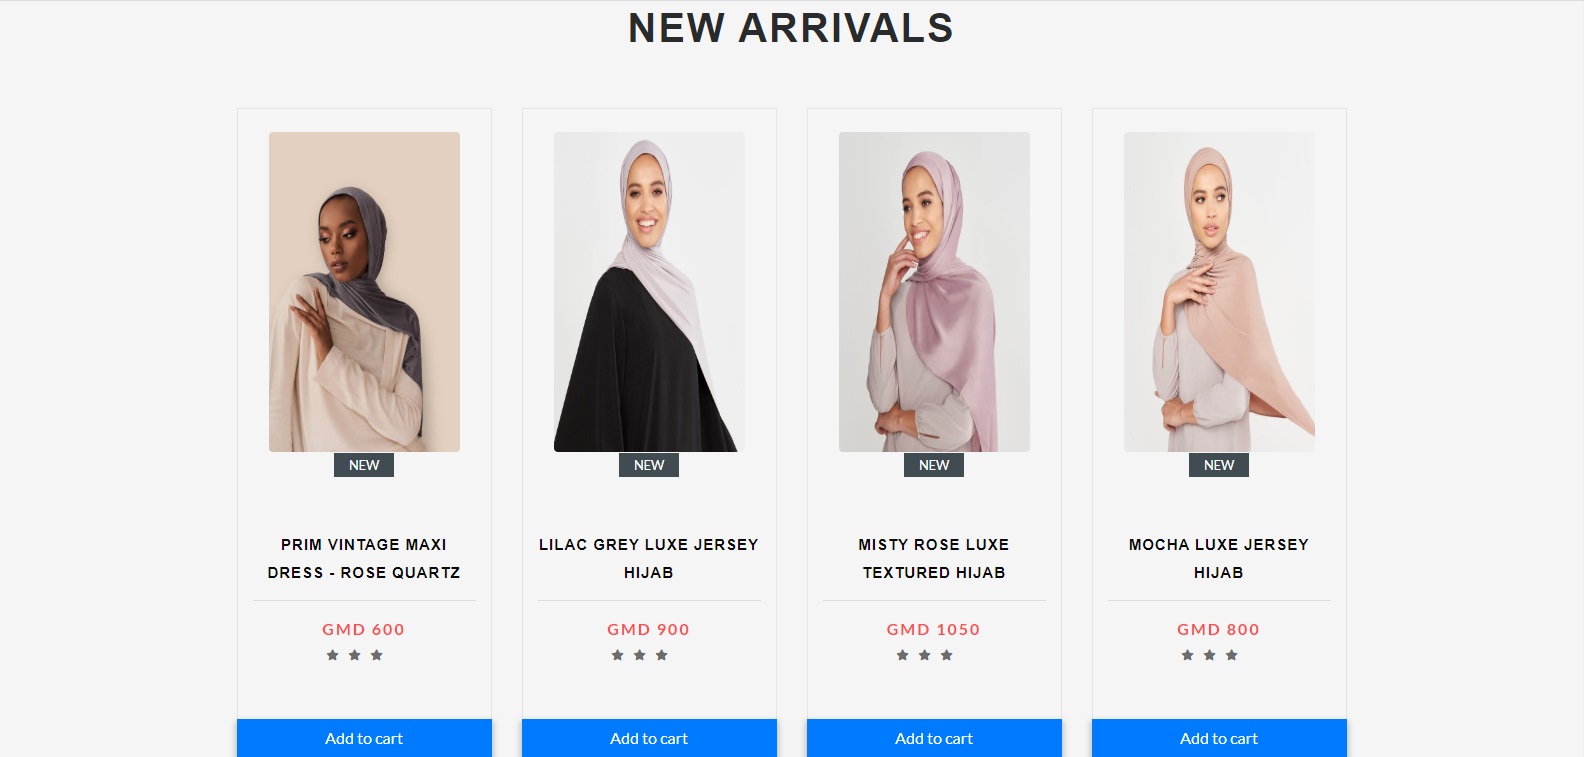 NEW ARRIVALS
NEW
PRIM VINTAGE MAXI
DRESS - ROSE QUARTZ
GMD 600
Add to cart
NEW
LILAC GREY LUXE JERSEY
HIJAB
GMD 900
Add to cart
NEW
MISTY ROSE LUXE
TEXTURED HIJAB
GMD 1050
Add to cart
NEW
MOCHA LUXE JERSEY
HIJAB
GMD 800
Add to cart